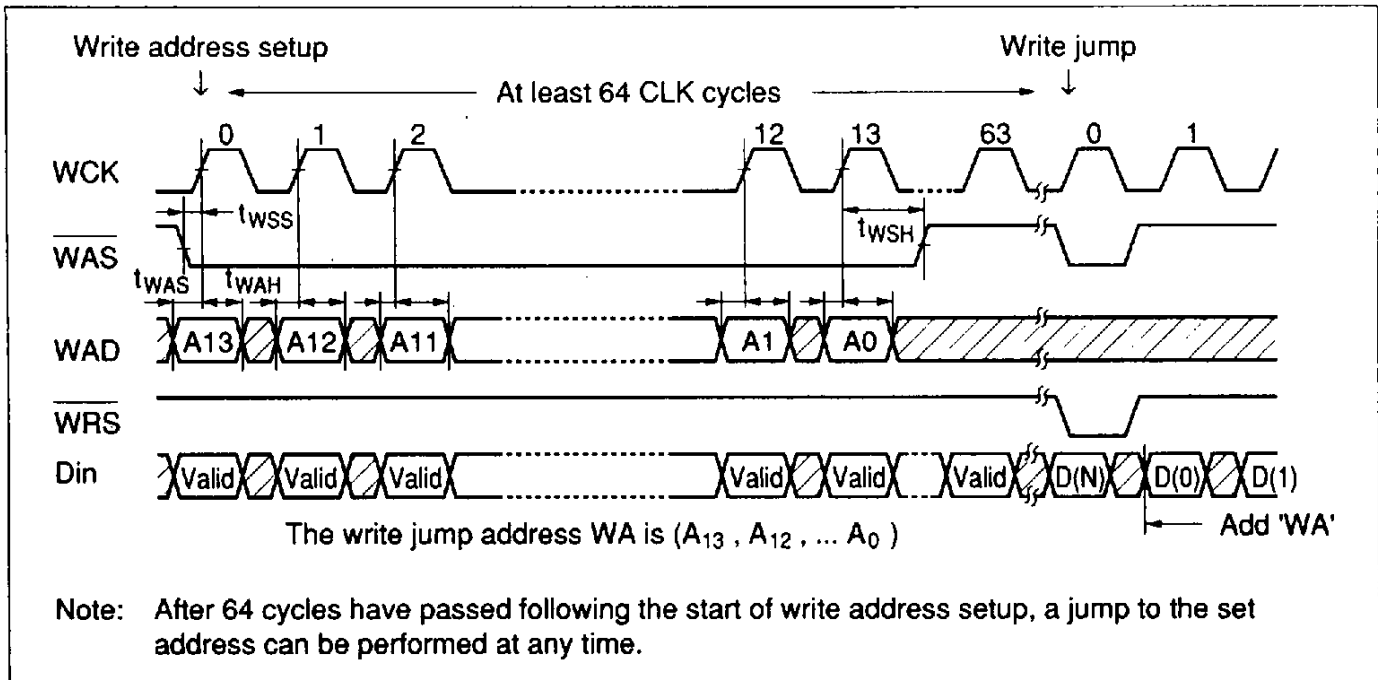 Write address setup Write jump
At least 64 CLK cycles
0 1 2 12 13 63 0 1
WCK
tWSS
tWSH
WAS
tWAS tWAH
A13 A12 A11 A1 A0
WAD
WRS
Din Valid Valid Valid Valid Valid Valid D(N) D(0) D(1)
The write jump address WA is (A13 , A12 , ... A0 ) Add 'WA'
Note: After 64 cycles have passed following the start of write address setup, a jump to the set
address can be performed at any time.